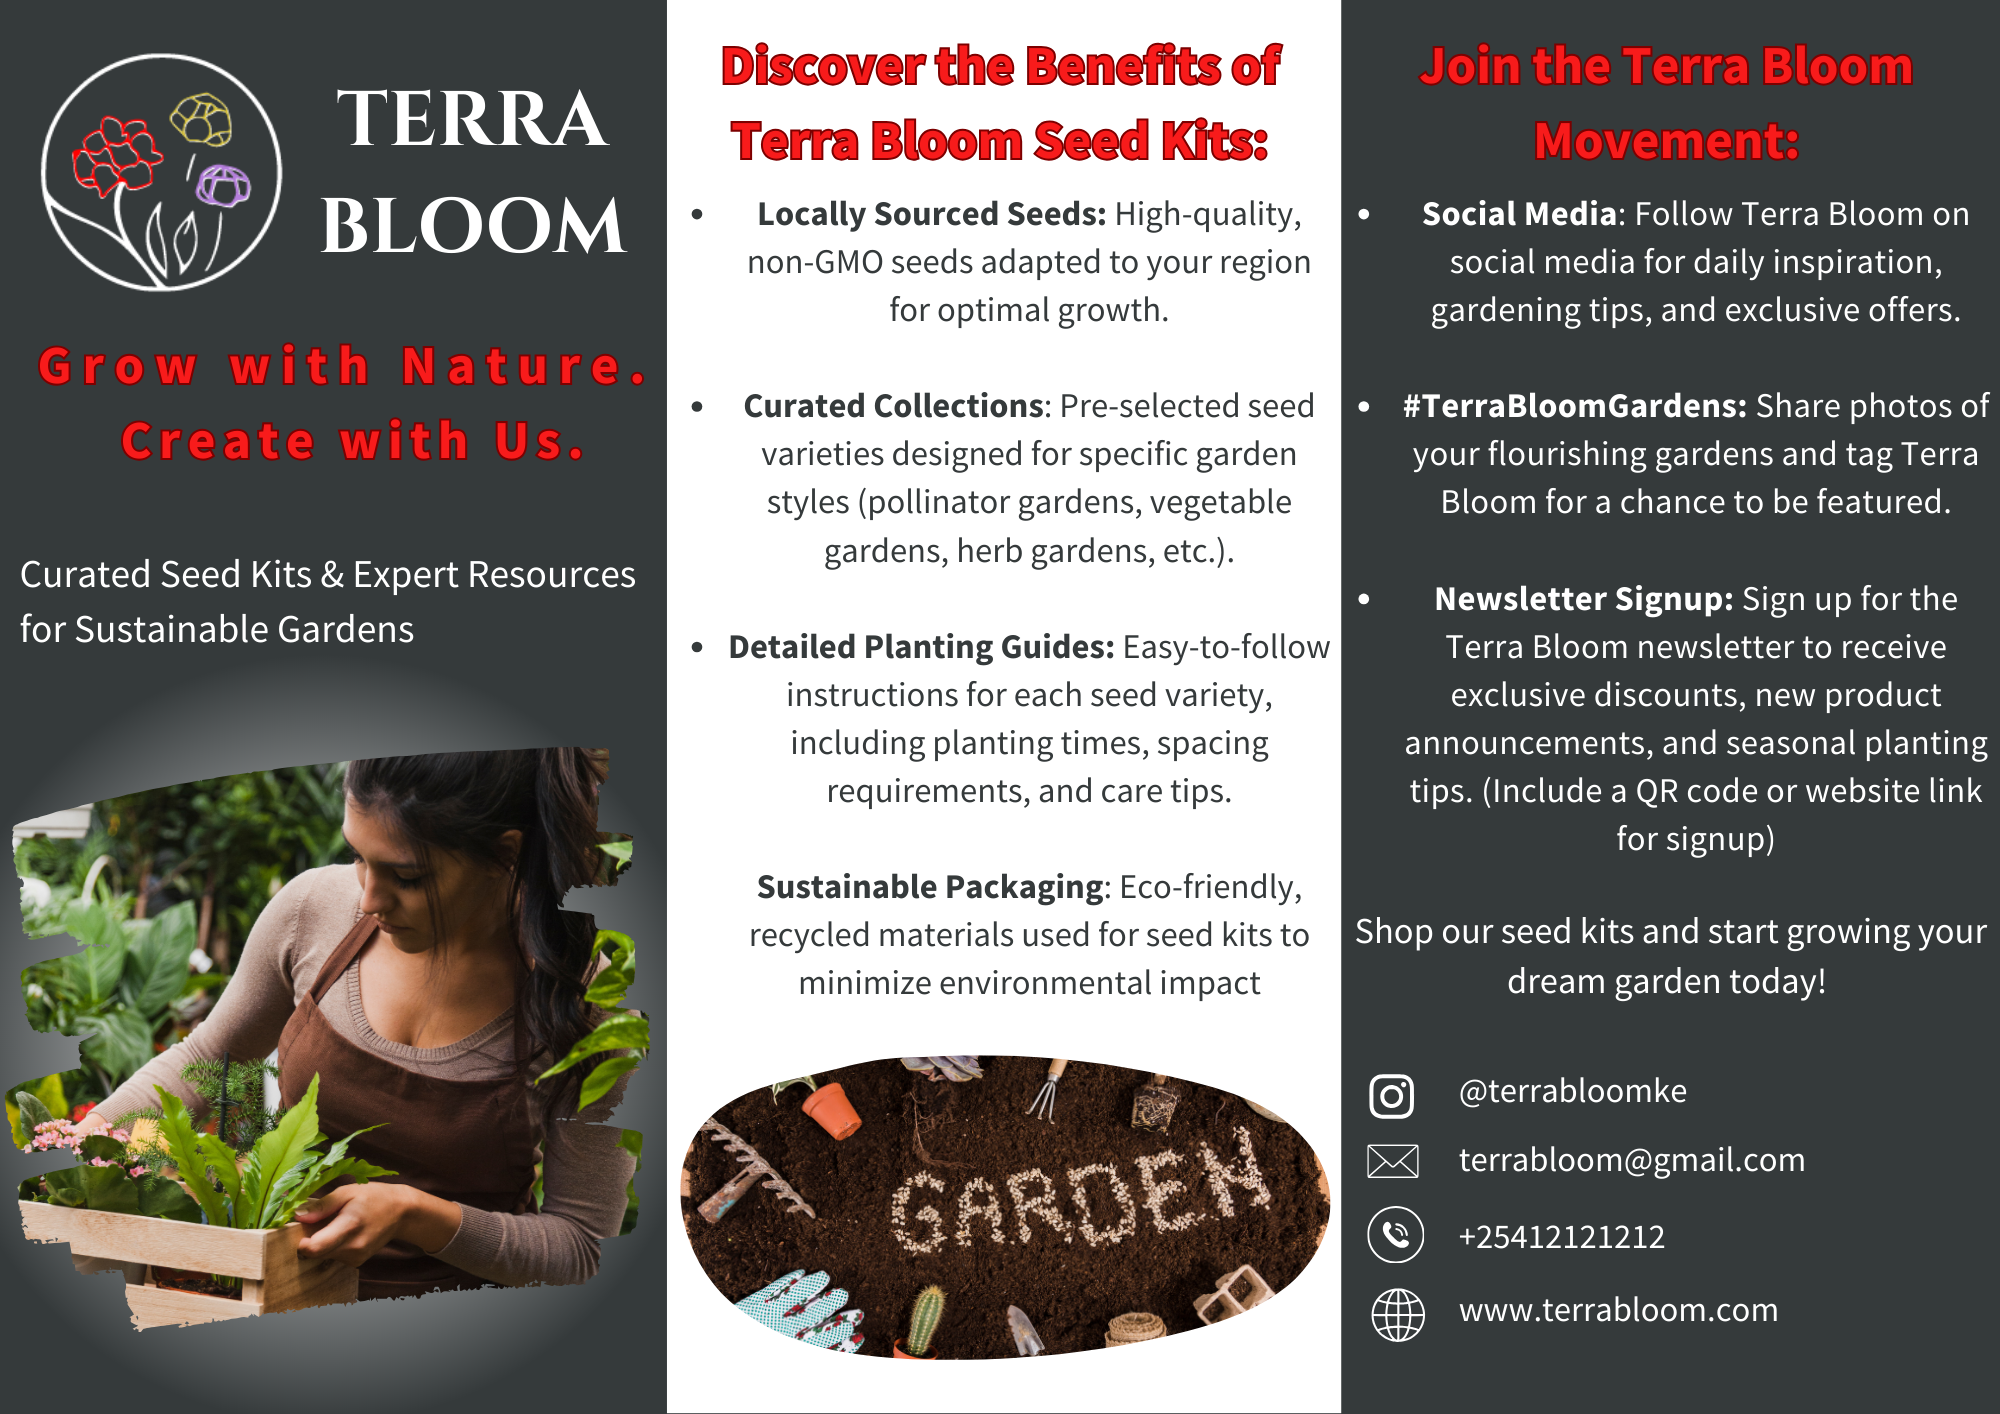 TERRA
BLOOM
Grow with Nature.
Create with Us.
Curated Seed Kits & Expert Resources
for Sustainable Gardens
Discover the Benefits of
Terra Bloom Seed Kits:
• Locally Sourced Seeds: High-quality,
non-GMO seeds adapted to your region
for optimal growth.
• Curated Collections: Pre-selected seed
varieties designed for specific garden
styles (pollinator gardens, vegetable
gardens, herb gardens, etc.).
• Detailed Planting Guides: Easy-to-follow
instructions for each seed variety,
including planting times, spacing
requirements, and care tips.
Sustainable Packaging: Eco-friendly,
recycled materials used for seed kits to
minimize environmental impact
GARDEN
Join the Terra Bloom
Movement:
• Social Media: Follow Terra Bloom on
social media for daily inspiration,
gardening tips, and exclusive offers.
• #TerraBloomGardens: Share photos of
your flourishing gardens and tag Terra
Bloom for a chance to be featured.
• Newsletter Signup: Sign up for the
Terra Bloom newsletter to receive
exclusive discounts, new product
announcements, and seasonal planting
tips. (Include a QR code or website link
for signup)
Shop our seed kits and start growing your
dream garden today!
@terrabloomke
terrabloom@gmail.com
+25412121212
www.terrabloom.com